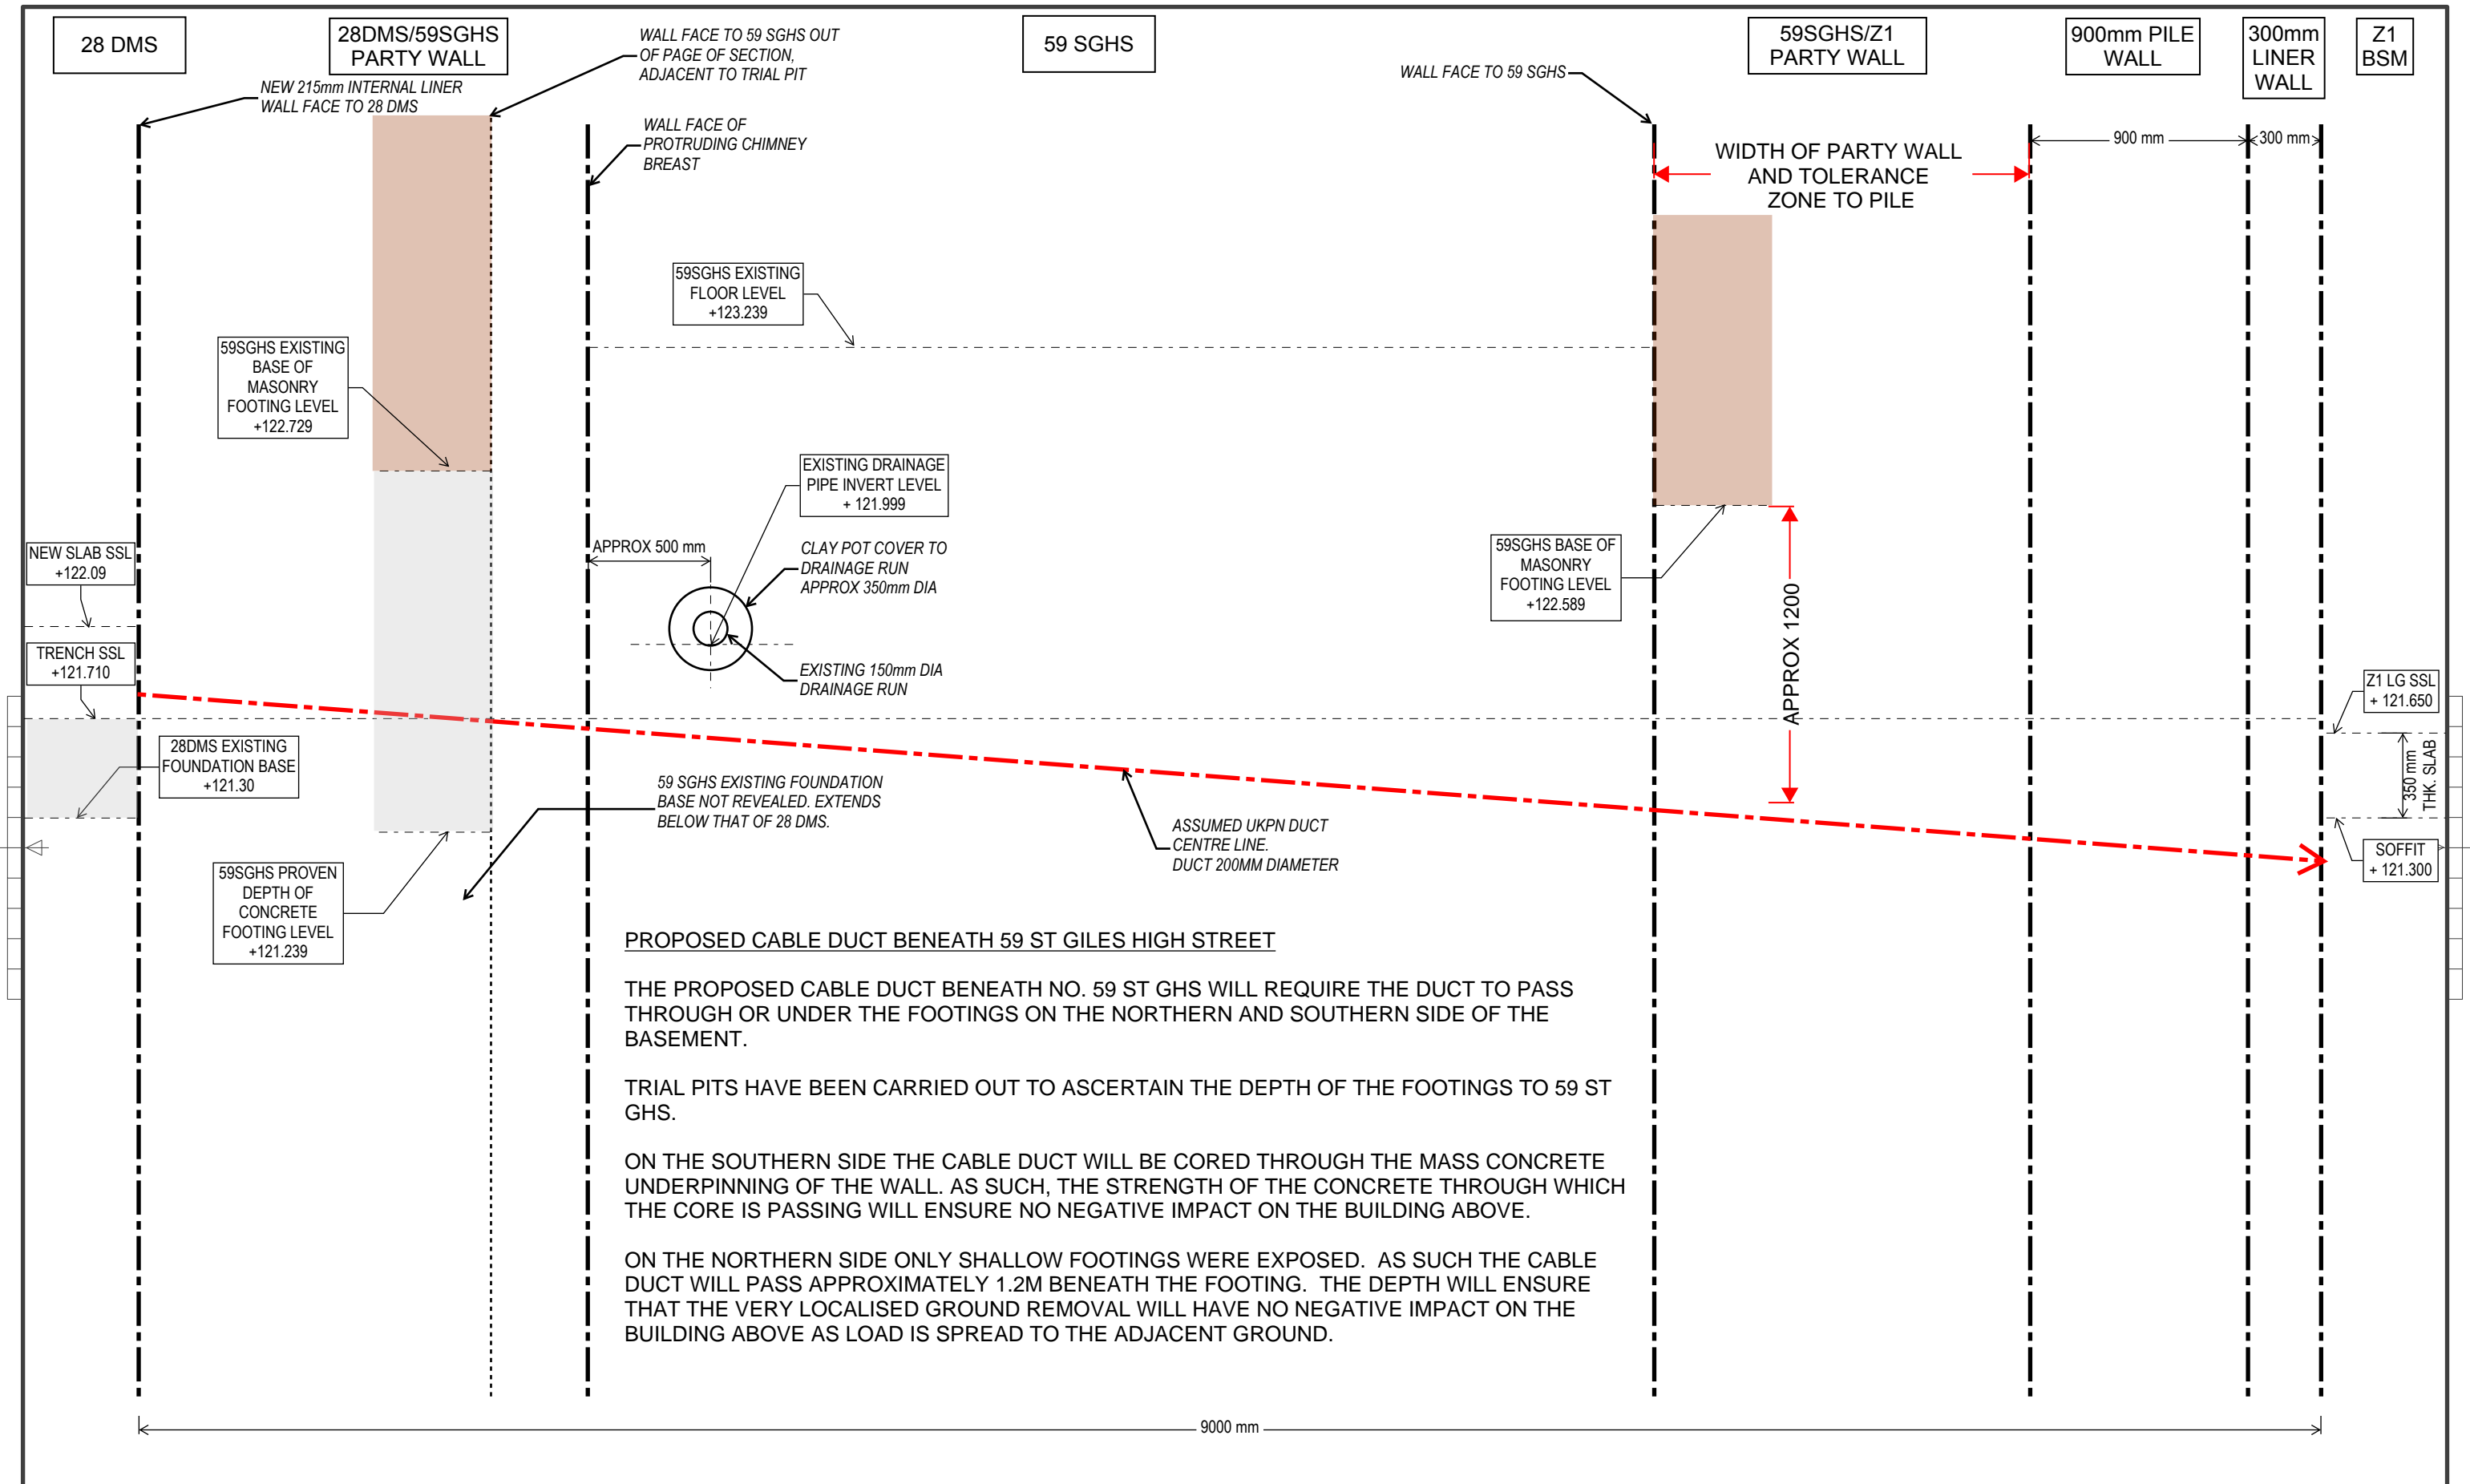 28 DMS
28DMS/59SGHS
PARTY WALL
WALL FACE TO 59 SGHS OUT
OF PAGE OF SECTION,
ADJACENT TO TRIAL PIT
59 SGHS
59SGHS/Z1
PARTY WALL
900mm PILE
WALL
300mm
LINER
WALL
Z1
BSM
NEW 215mm INTERNAL LINER
WALL FACE TO 28 DMS
WALL FACE TO 59 SGHS
WALL FACE OF
PROTRUDING CHIMNEY
BREAST
WIDTH OF PARTY WALL
AND TOLERANCE
ZONE TO PILE
900 mm
300 mm
59SGHS EXISTING
FLOOR LEVEL
+123.239
59SGHS EXISTING
BASE OF
MASONRY
FOOTING LEVEL
+122.729
EXISTING DRAINAGE
PIPE INVERT LEVEL
+ 121.999
NEW SLAB SSL
+122.09
APPROX 500 mm
CLAY POT COVER TO
DRAINAGE RUN
APPROX 350mm DIA
59SGHS BASE OF
MASONRY
FOOTING LEVEL
+122.589
APPROX 1200
TRENCH SSL
+121.710
EXISTING 150mm DIA
DRAINAGE RUN
Z1 LG SSL
+ 121.650
28DMS EXISTING
FOUNDATION BASE
+121.30
59 SGHS EXISTING FOUNDATION
BASE NOT REVEALED. EXTENDS
BELOW THAT OF 28 DMS.
350 mm
THK. SLAB
ASSUMED UKPN DUCT
CENTRE LINE.
DUCT 200MM DIAMETER
SOFFIT
+ 121.300
59SGHS PROVEN
DEPTH OF
CONCRETE
FOOTING LEVEL
+121.239
PROPOSED CABLE DUCT BENEATH 59 ST GILES HIGH STREET
THE PROPOSED CABLE DUCT BENEATH NO. 59 ST GHS WILL REQUIRE THE DUCT TO PASS
THROUGH OR UNDER THE FOOTINGS ON THE NORTHERN AND SOUTHERN SIDE OF THE
BASEMENT.
TRIAL PITS HAVE BEEN CARRIED OUT TO ASCERTAIN THE DEPTH OF THE FOOTINGS TO 59 ST
GHS.
ON THE SOUTHERN SIDE THE CABLE DUCT WILL BE CORED THROUGH THE MASS CONCRETE
UNDERPINNING OF THE WALL. AS SUCH, THE STRENGTH OF THE CONCRETE THROUGH WHICH
THE CORE IS PASSING WILL ENSURE NO NEGATIVE IMPACT ON THE BUILDING ABOVE.
ON THE NORTHERN SIDE ONLY SHALLOW FOOTINGS WERE EXPOSED. AS SUCH THE CABLE
DUCT WILL PASS APPROXIMATELY 1.2M BENEATH THE FOOTING. THE DEPTH WILL ENSURE
THAT THE VERY LOCALISED GROUND REMOVAL WILL HAVE NO NEGATIVE IMPACT ON THE
BUILDING ABOVE AS LOAD IS SPREAD TO THE ADJACENT GROUND.
9000 mm